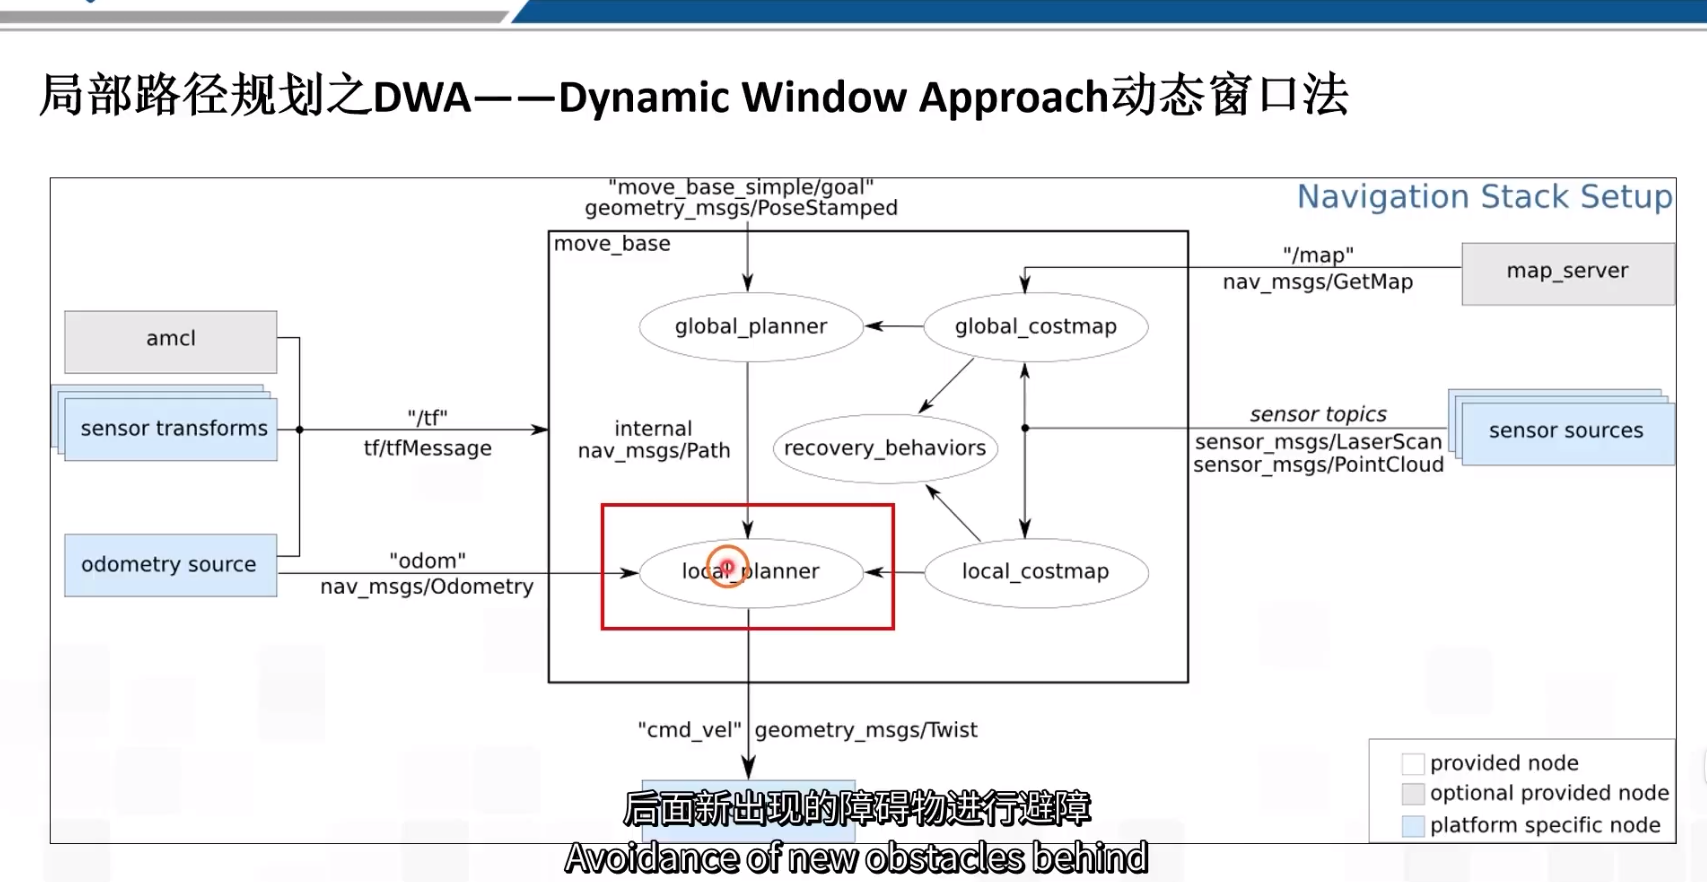 局部路径规划之DWA——Dynamic Window Approach动态窗口法
Navigation Stack Setup
"move_base_simple/goal"
geometry_msgs/PoseStamped
move_base
"/map"
nav_msgs/GetMap
map_server
global_planner
global_costmap
amcl
sensor transforms
"/tf"
tf/tfMessage
internal
nav_msgs/Path
recovery_behaviors
sensor topics
sensor_msgs/LaserScan
sensor_msgs/PointCloud
sensor sources
odometry source
"odom"
nav_msgs/Odometry
local_planner
local_costmap
"cmd_vel" geometry_msgs/Twist
provided node
optional provided node
platform specific node
后面新出现的障碍物进行避障
Avoidance of new obstacles behind